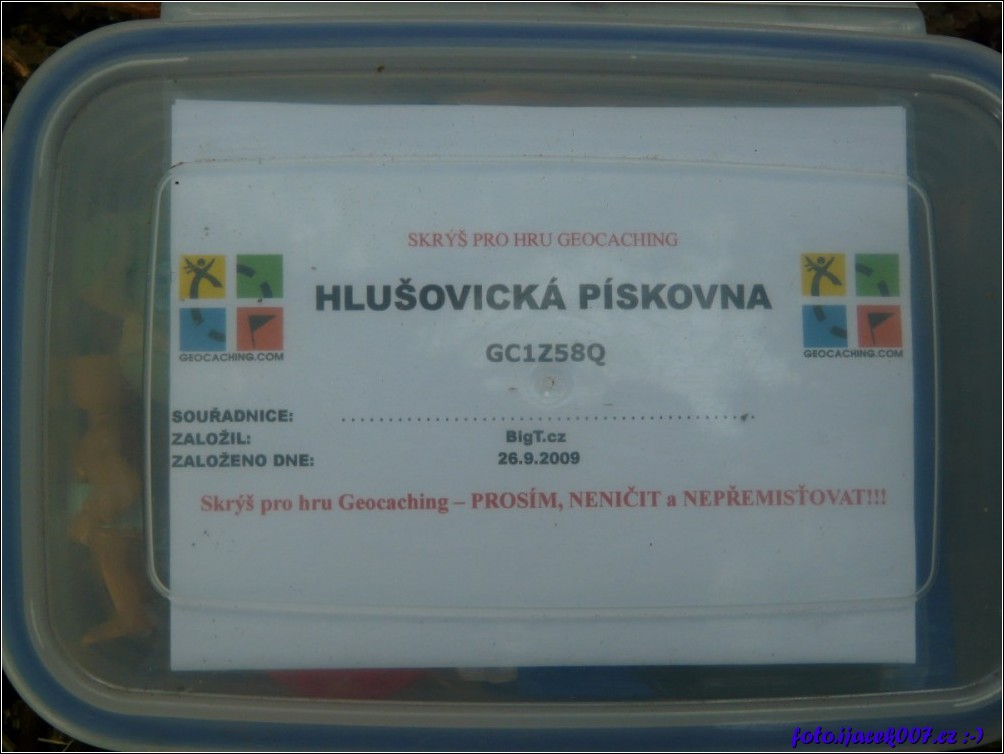 SKRÝŠ PRO HRU GEOCACHING
HLUŠOVICKÁ PÍSKOVNA
GEOCACHING.COM
GC1Z58Q
GEOCACHING.COM
SOUŘADNICE: ........................................................
ZALOŽIL: BigT.cz
ZALOŽENO DNE: 26.9.2009
Skrýš pro hru Geocaching – PROSÍM, NENIČIT a NEPŘEMISŤOVAT!!!
foto.ijacek007.cz :-)